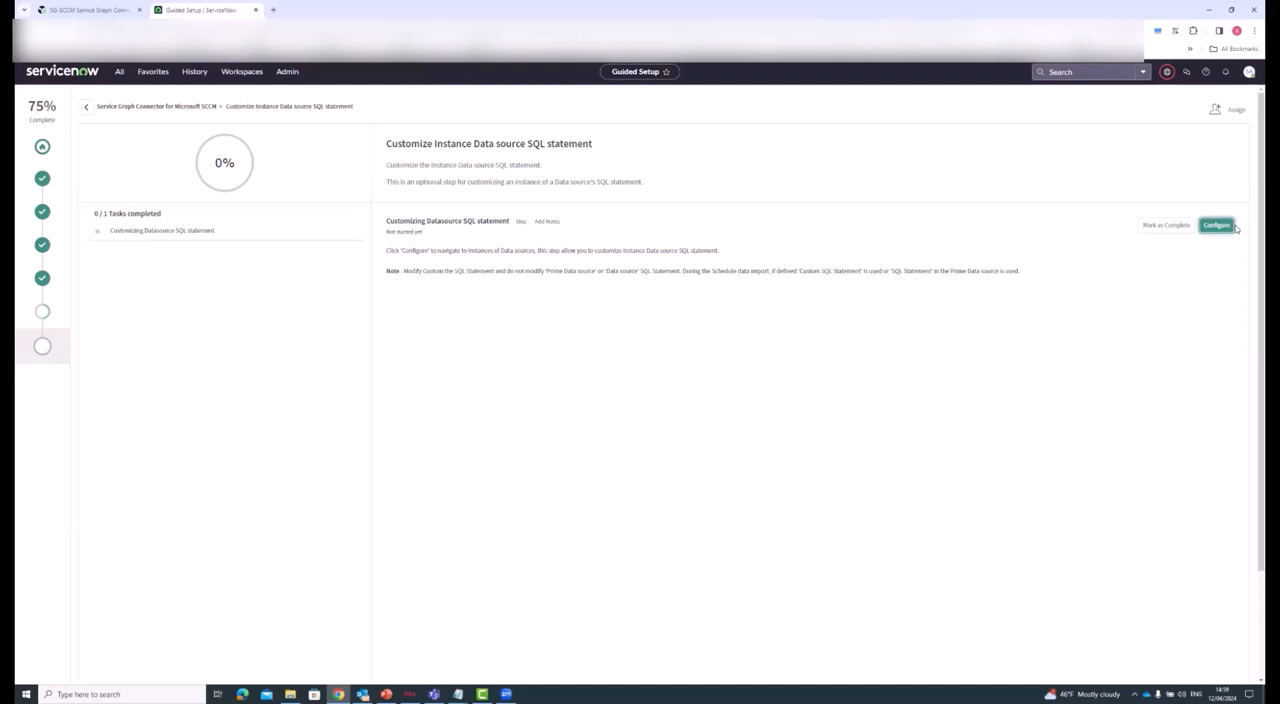 SG-SCCM Service Graph Conn
Guided Setup | ServiceNow
All Bookmarks
servicenow All Favorites History Workspaces Admin Guided Setup Search
75%
Complete
Service Graph Connector for Microsoft SCCM > Customize Instance Data source SQL statement
Assign
0%
Customize Instance Data source SQL statement
Customize the Instance Data source SQL statement.
This is an optional step for customizing an instance of a Data source's SQL statement.
0 / 1 Tasks completed
Customizing Datasource SQL statement
Customizing Datasource SQL statement Skip Add Notes
Not started yet
Mark as Complete Configure
Click 'Configure' to navigate to instances of Data sources, this step allow you to customize Instance Data source SQL statement.
Note : Modify Custom the SQL Statement and do not modify 'Prime Data source' or 'Data source' SQL Statement. During the Schedule data import, if defined 'Custom SQL Statement' is used or 'SQL Statement' in the Prime Data source is used.
Type here to search
46°F Mostly cloudy
ENG
14:59
12/04/2024